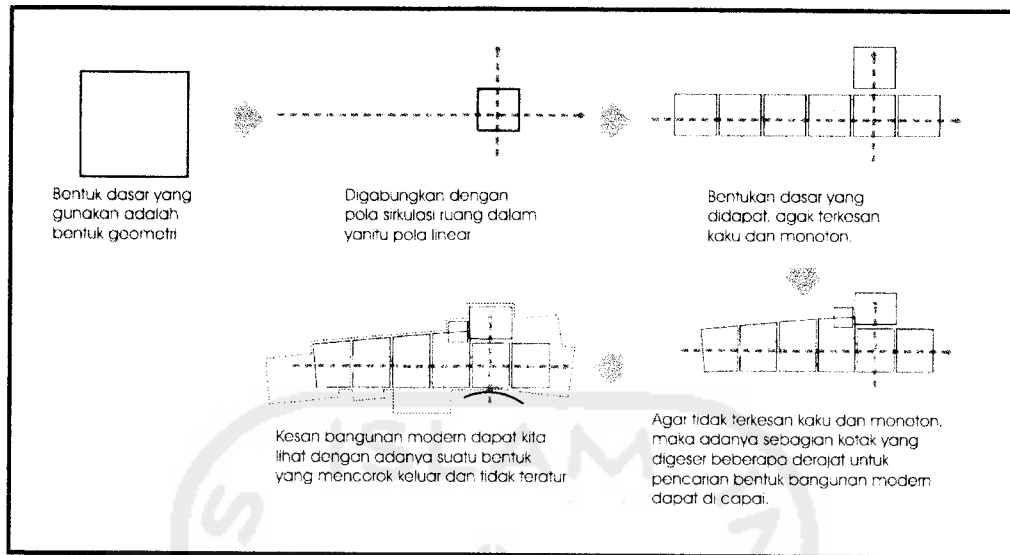 Bentuk dasar yang
gunakan adalah
bentuk geometri
Digabungkan dengan
pola sirkulasi ruang dalam
yanitu pola linear
Bentukan dasar yang
didapat, agak terkesan
kaku dan monoton.
Agar tidak terkesan kaku dan monoton,
maka adanya sebagian kotak yang
digeser beberapa derajat untuk
pencarian bentuk bangunan modern
dapat di capai.
Kesan bangunan modern dapat kita
lihat dengan adanya suatu bentuk
yang mencorok keluar dan tidak teratur
ISLAM